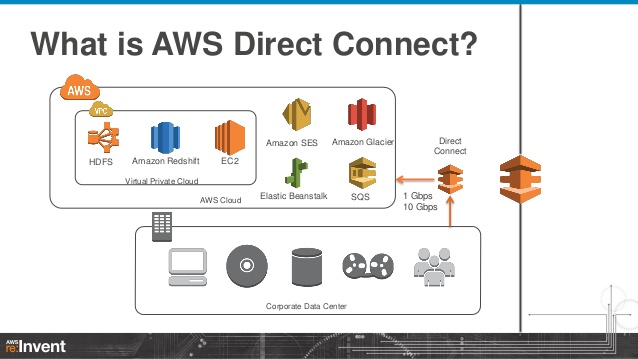 What is AWS Direct Connect?
AWS
VPC
HDFS
Amazon Redshift
EC2
Virtual Private Cloud
AWS Cloud
Amazon SES
Amazon Glacier
Elastic Beanstalk
SQS
Direct
Connect
1 Gbps
10 Gbps
Corporate Data Center
AWS
re:Invent